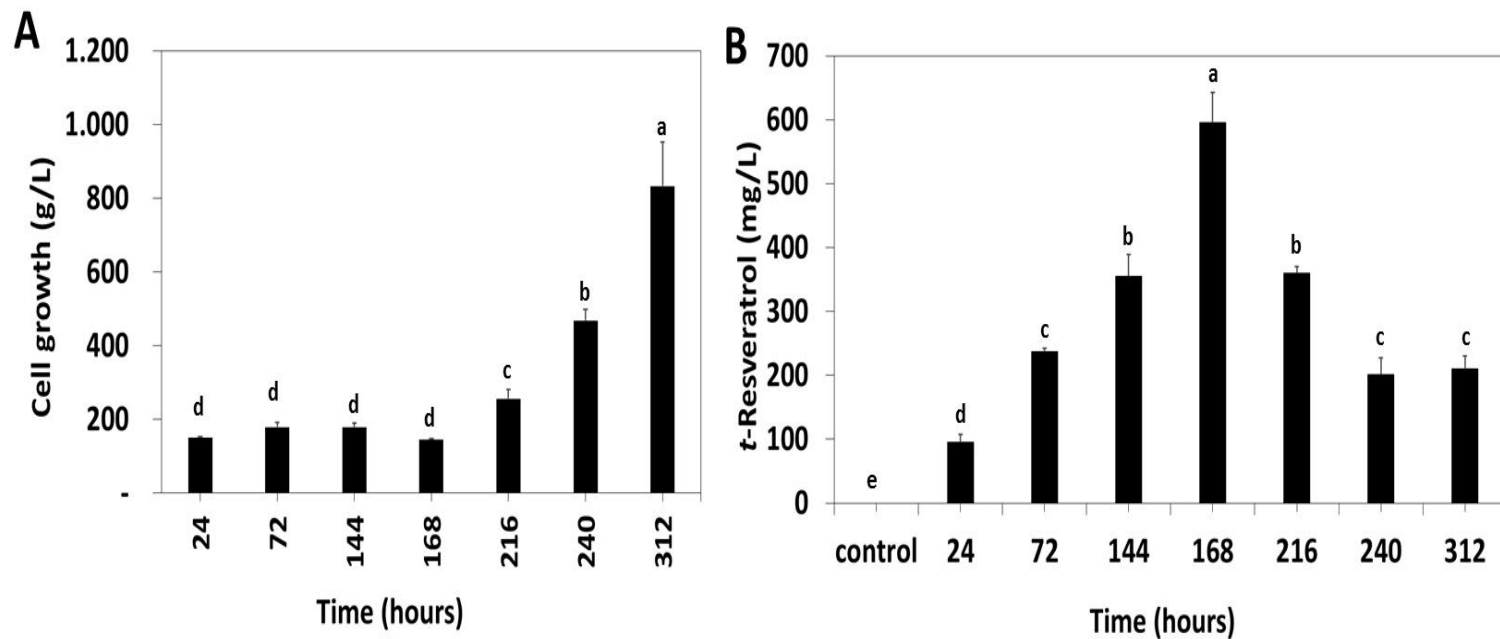 A
Cell growth (g/L)
1.200
1.000
800
600
400
200
-
d
d
d
d
c
b
a
24
72
144
168
216
240
312
Time (hours)
B
t-Resveratrol (mg/L)
700
600
500
400
300
200
100
0
e
d
c
b
a
b
c
c
control 24 72 144 168 216 240 312
Time (hours)